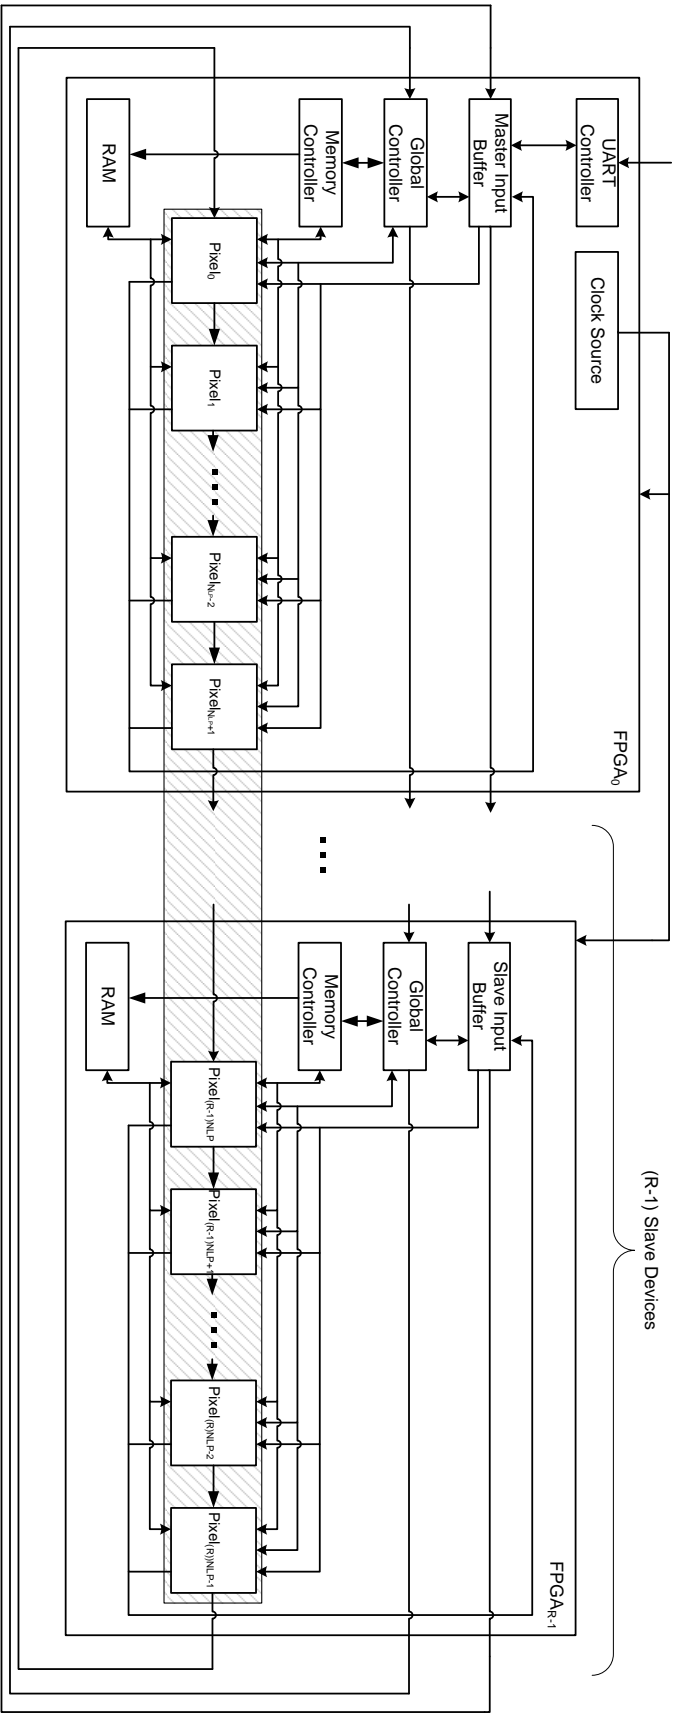 FPGA0
UART
Controller
Clock Source
Master Input
Buffer
Global
Controller
Memory
Controller
RAM
Pixel0
Pixel1
PixelNLP-2
PixelNLP+1
(R-1) Slave Devices
FPGAR-1
Slave Input
Buffer
Global
Controller
Memory
Controller
RAM
Pixel(R-1)NLP
Pixel(R-1)NLP+1
Pixel(R)NLP-2
Pixel(R))NLP-1